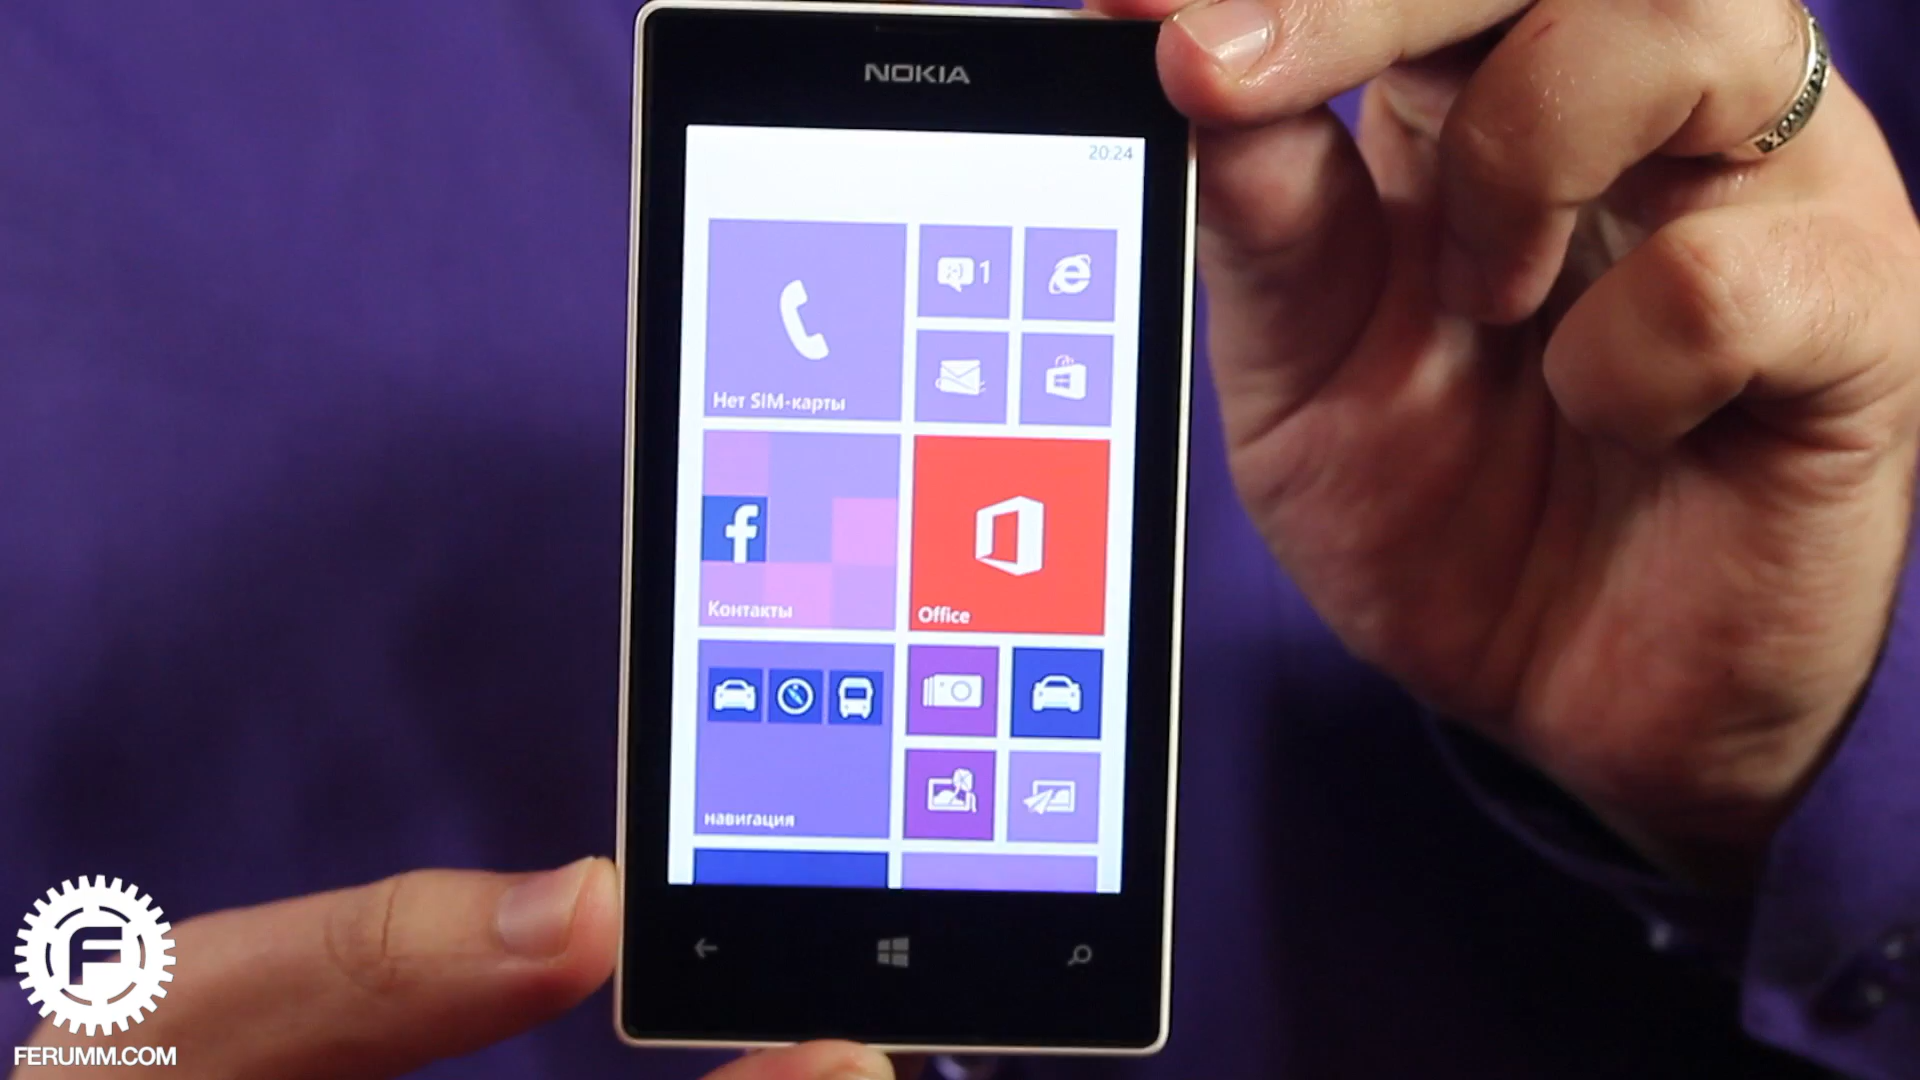 NOKIA
20:24
1
Нет SIM-карты
Контакты
Office
навигация
F
FERUMM.COM